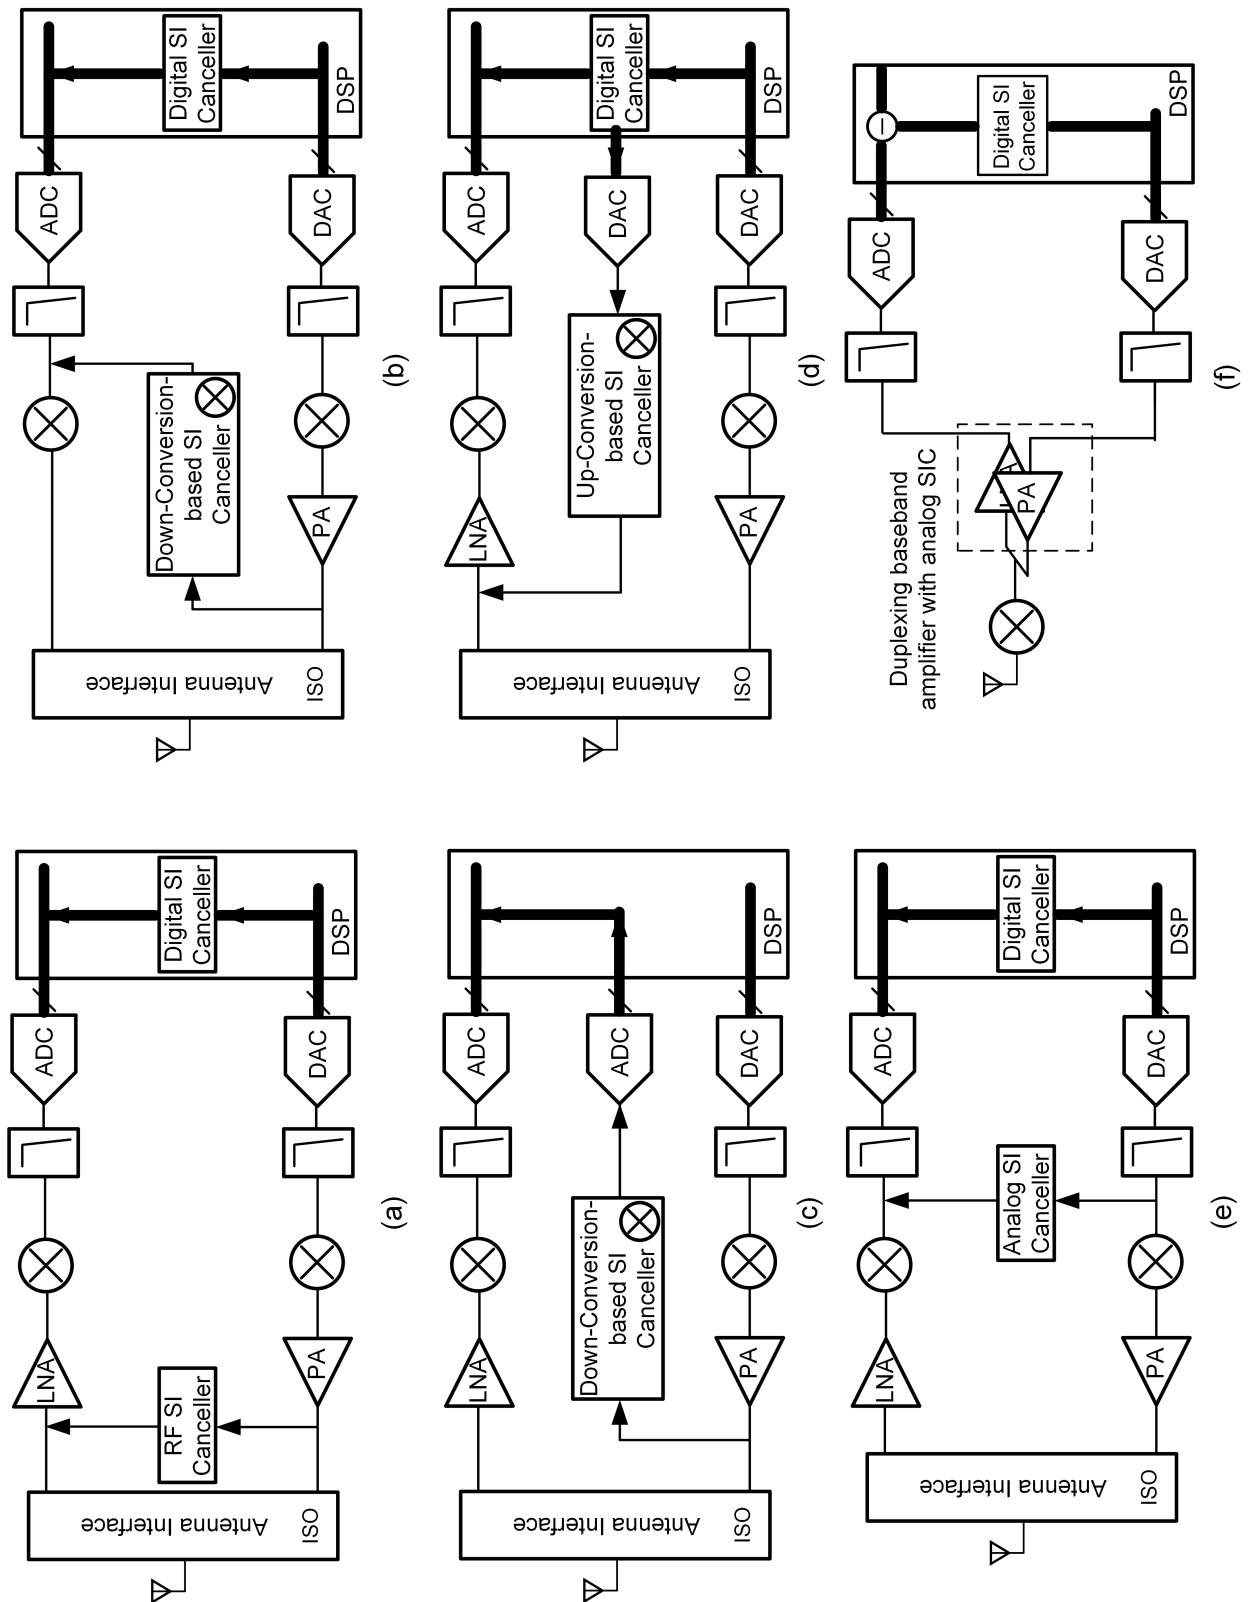 Antenna Interface
ISO
RF SI
Canceller
LNA
PA
ADC
DAC
Digital SI
Canceller
DSP
(a)
Antenna Interface
ISO
Down-Conversion-
based SI
Canceller
PA
ADC
DAC
Digital SI
Canceller
DSP
(b)
Antenna Interface
ISO
LNA
PA
Down-Conversion-
based SI
Canceller
ADC
ADC
DAC
DSP
(c)
Antenna Interface
ISO
LNA
PA
Up-Conversion-
based SI
Canceller
ADC
DAC
DAC
Digital SI
Canceller
DSP
(d)
Antenna Interface
ISO
LNA
PA
Analog SI
Canceller
ADC
DAC
Digital SI
Canceller
DSP
(e)
Duplexing baseband
amplifier with analog SIC
PA
ADC
DAC
Digital SI
Canceller
DSP
(f)